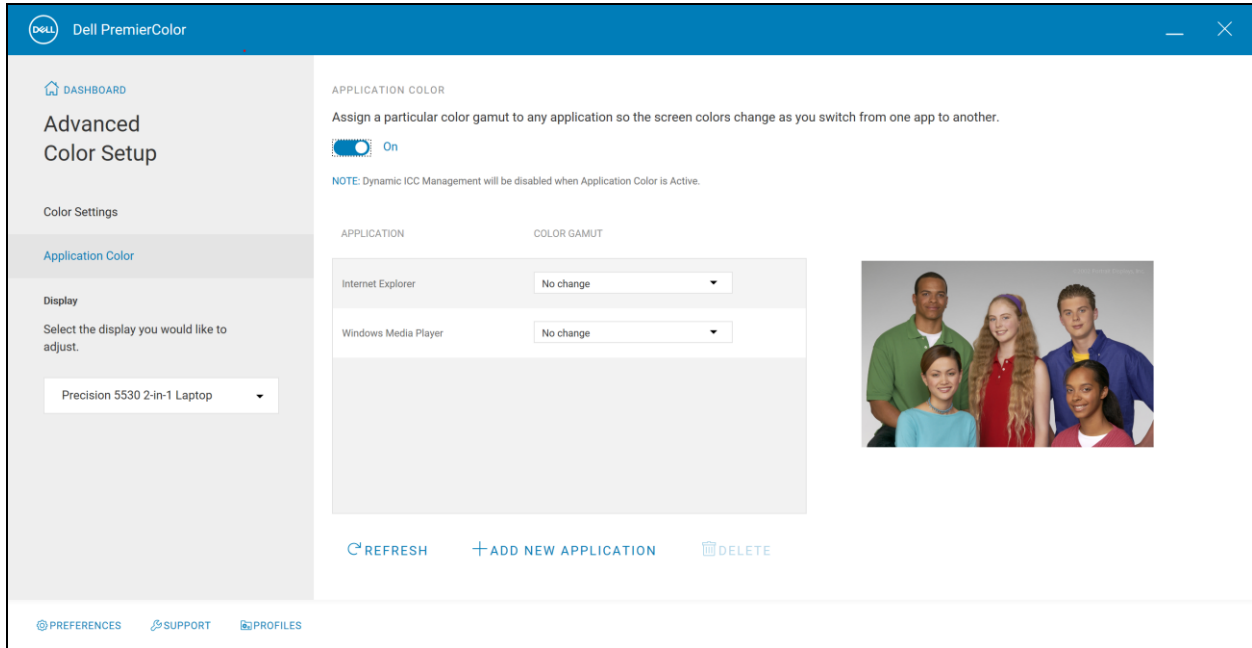 DELL
Dell PremierColor
DASHBOARD
Advanced
Color Setup
Color Settings
Application Color
Display
Select the display you would like to
adjust.
Precision 5530 2-in-1 Laptop
APPLICATION COLOR
Assign a particular color gamut to any application so the screen colors change as you switch from one app to another.
On
NOTE: Dynamic ICC Management will be disabled when Application Color is Active.
APPLICATION COLOR GAMUT
Internet Explorer No change
Windows Media Player No change
REFRESH ADD NEW APPLICATION DELETE
PREFERENCES SUPPORT PROFILES